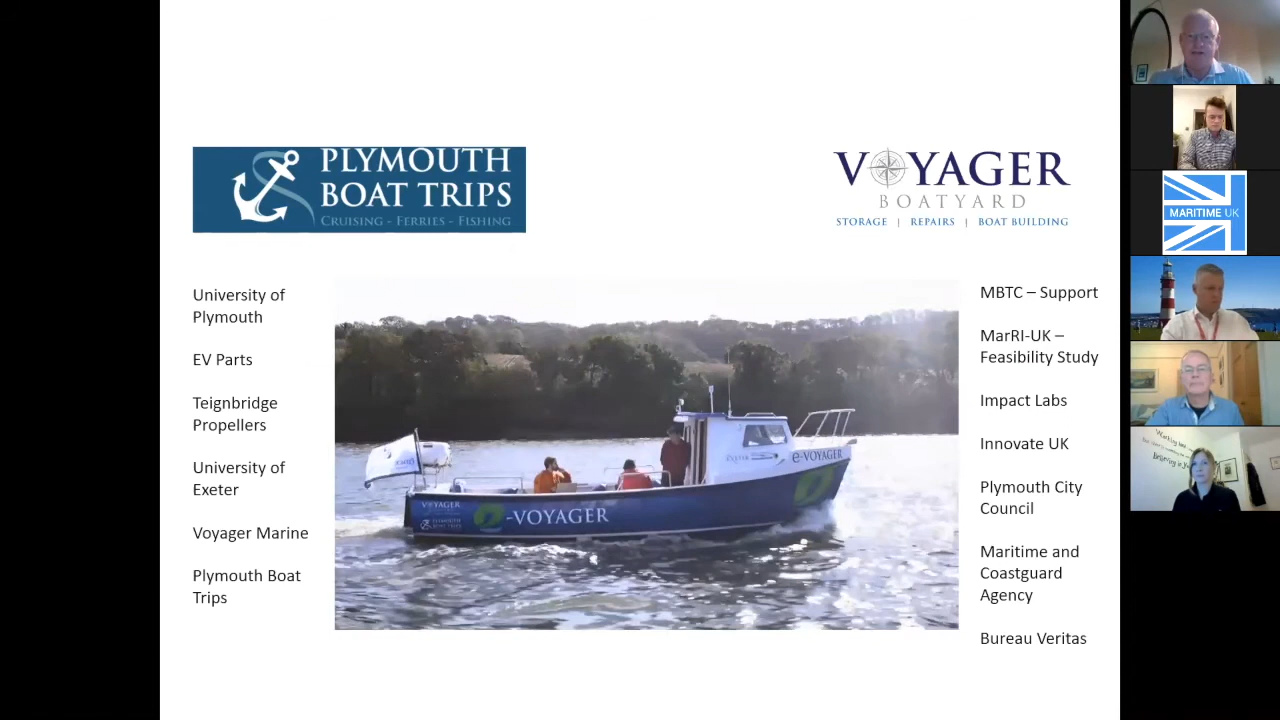 PLYMOUTH
BOAT TRIPS
CRUISING - FERRIES - FISHING
VOYAGER
BOATYARD
STORAGE | REPAIRS | BOAT BUILDING
University of
Plymouth
EV Parts
Teignbridge
Propellers
University of
Exeter
Voyager Marine
Plymouth Boat
Trips
e-VOYAGER
VOYAGER
e-VOYAGER
MBTC – Support
MarRI-UK –
Feasibility Study
Impact Labs
Innovate UK
Plymouth City
Council
Maritime and
Coastguard
Agency
Bureau Veritas
MARITIME UK